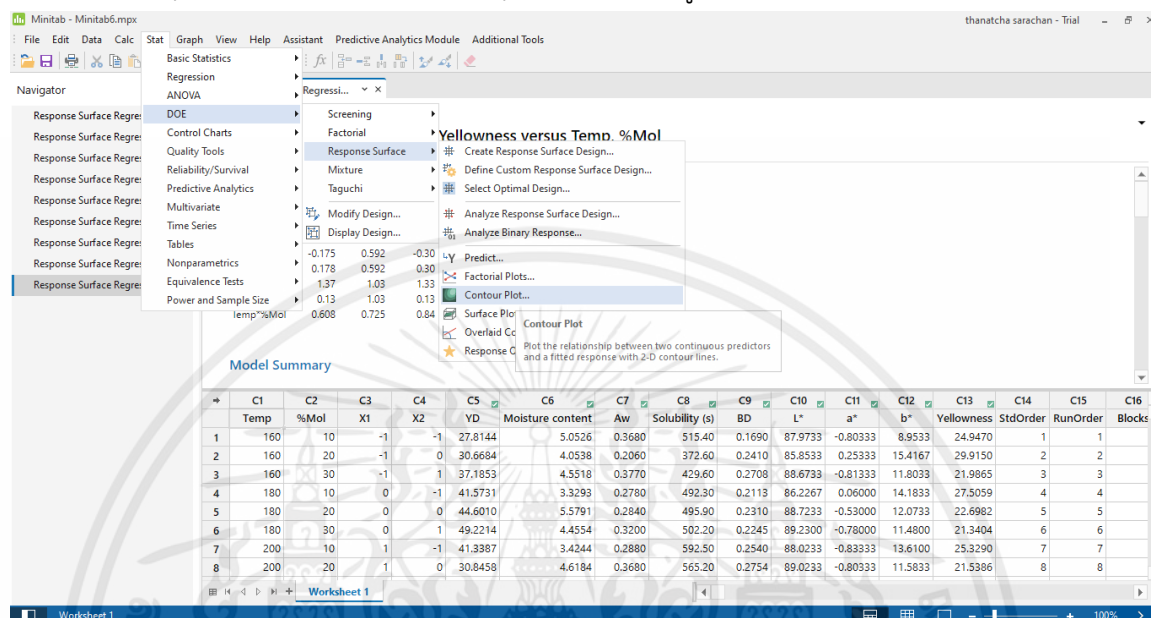 Minitab - Minitab6.mpx
thanatcha sarachan - Trial
File Edit Data Calc Stat Graph View Help Assistant Predictive Analytics Module Additional Tools
Navigator
Regressi...
Response Surface Regre
Response Surface Regre
Response Surface Regre
Response Surface Regre
Response Surface Regre
Response Surface Regre
Response Surface Regre
Response Surface Regre
Response Surface Regre
Basic Statistics
Regression
ANOVA
DOE
Control Charts
Quality Tools
Reliability/Survival
Predictive Analytics
Multivariate
Time Series
Tables
Nonparametrics
Equivalence Tests
Power and Sample Size
Screening
Factorial
Response Surface
Mixture
Taguchi
Modify Design...
Display Design...
Yellowness versus Temp, %Mol
Create Response Surface Design...
Define Custom Response Surface Design...
Select Optimal Design...
Analyze Response Surface Design...
Analyze Binary Response...
Predict...
Factorial Plots...
Contour Plot...
Surface Plo
Overlaid Co
Response O
Contour Plot
Plot the relationship between two continuous predictors
and a fitted response with 2-D contour lines.
-0.175 0.592 -0.30
0.178 0.592 0.30
1.37 1.03 1.33
0.13 1.03 0.13
Temp*%Mol 0.608 0.725 0.84
Model Summary
C1 C2 C3 C4 C5 C6 C7 C8 C9 C10 C11 C12 C13 C14 C15 C16
Temp %Mol X1 X2 YD Moisture content Aw Solubility (s) BD L* a* b* Yellowness StdOrder RunOrder Blocks
1 160 10 -1 -1 27.8144 5.0526 0.3680 515.40 0.1690 87.9733 -0.80333 8.9533 24.9470 1 1
2 160 20 -1 0 30.6684 4.0538 0.2060 372.60 0.2410 85.8533 0.25333 15.4167 29.9150 2 2
3 160 30 -1 1 37.1853 4.5518 0.3770 429.60 0.2708 88.6733 -0.81333 11.8033 21.9865 3 3
4 180 10 0 -1 41.5731 3.3293 0.2780 492.30 0.2113 86.2267 0.06000 14.1833 27.5059 4 4
5 180 20 0 0 44.6010 5.5791 0.2840 495.90 0.2310 88.7233 -0.53000 12.0733 22.6982 5 5
6 180 30 0 1 49.2214 4.4554 0.3200 502.20 0.2245 89.2300 -0.78000 11.4800 21.3404 6 6
7 200 10 1 -1 41.3387 3.4244 0.2880 592.50 0.2540 88.0233 -0.83333 13.6100 25.3290 7 7
8 200 20 1 0 30.8458 4.6184 0.3680 565.20 0.2754 89.0233 -0.80333 11.5833 21.5386 8 8
Worksheet 1
Worksheet 1
100%